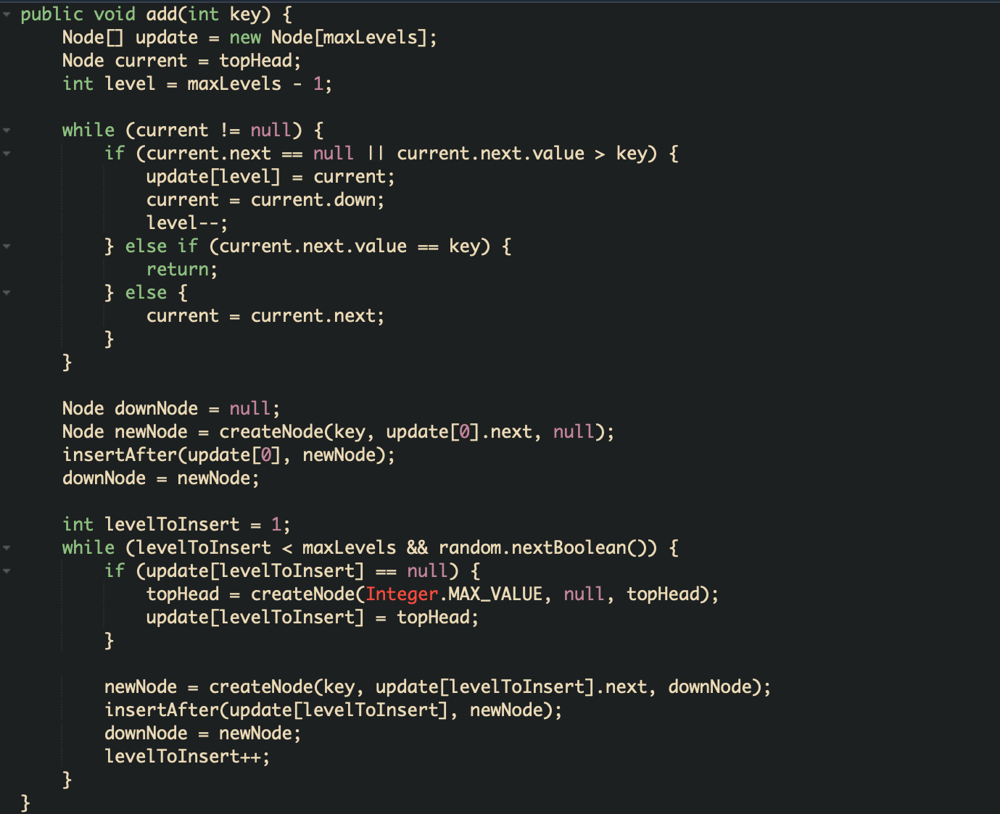 public void add(int key) {
    Node[] update = new Node[maxLevels];
    Node current = topHead;
    int level = maxLevels - 1;

    while (current != null) {
        if (current.next == null || current.next.value > key) {
            update[level] = current;
            current = current.down;
            level--;
        } else if (current.next.value == key) {
            return;
        } else {
            current = current.next;
        }
    }

    Node downNode = null;
    Node newNode = createNode(key, update[0].next, null);
    insertAfter(update[0], newNode);
    downNode = newNode;

    int levelToInsert = 1;
    while (levelToInsert < maxLevels && random.nextBoolean()) {
        if (update[levelToInsert] == null) {
            topHead = createNode(Integer.MAX_VALUE, null, topHead);
            update[levelToInsert] = topHead;
        }

        newNode = createNode(key, update[levelToInsert].next, downNode);
        insertAfter(update[levelToInsert], newNode);
        downNode = newNode;
        levelToInsert++;
    }
}